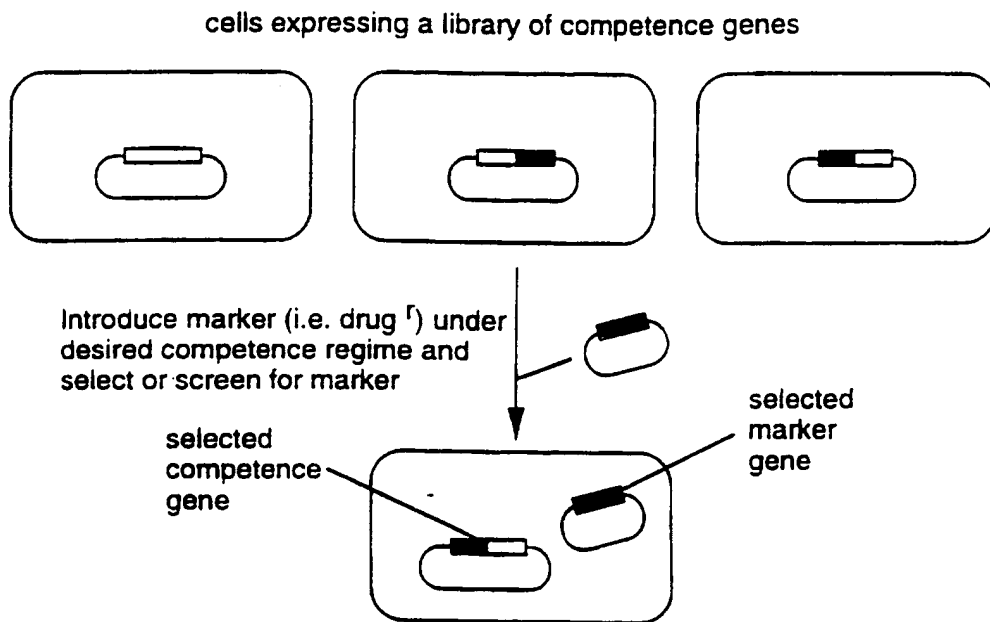 cells expressing a library of competence genes
Introduce marker (i.e. drug ʳ) under
desired competence regime and
select or screen for marker
selected
marker
gene
selected
competence
gene